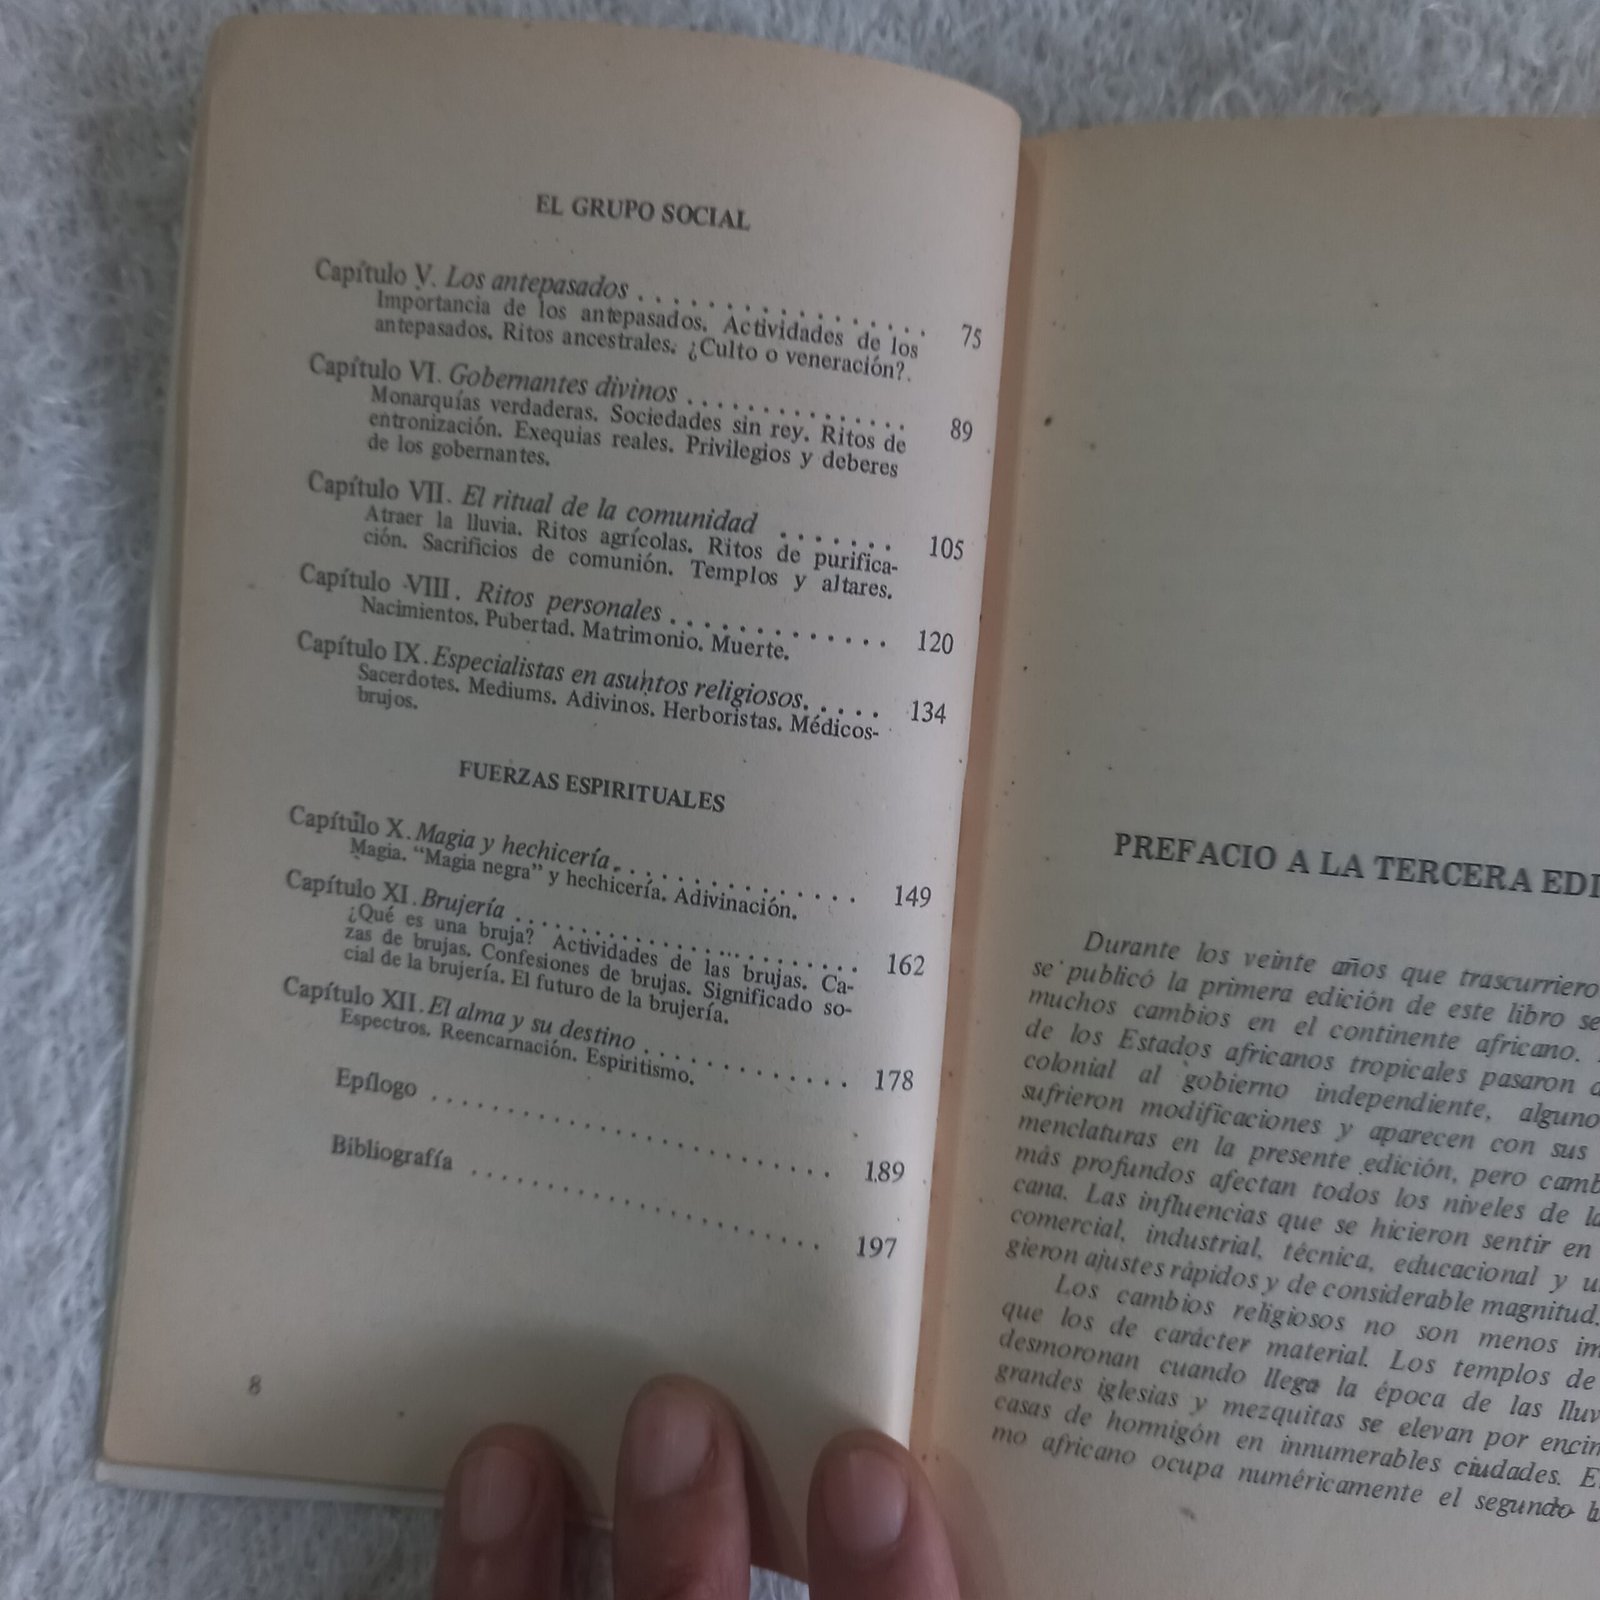 EL GRUPO SOCIAL
Capítulo V. Los antepasados . . . . . . . . . . . . . . . . . 75
Importancia de los antepasados. Actividades de los
antepasados. Ritos ancestrales. ¿Culto o veneración?.
Capítulo VI. Gobernantes divinos . . . . . . . . . . . . . . 89
Monarquías verdaderas. Sociedades sin rey. Ritos de
entronización. Exequias reales. Privilegios y deberes
de los gobernantes.
Capítulo VII. El ritual de la comunidad . . . . . . . 105
Atraer la lluvia. Ritos agrícolas. Ritos de purifica-
ción. Sacrificios de comunión. Templos y altares.
Capítulo VIII. Ritos personales . . . . . . . . . . . . . 120
Nacimientos. Pubertad. Matrimonio. Muerte.
Capítulo IX. Especialistas en asuntos religiosos. . . . . 134
Sacerdotes. Mediums. Adivinos. Herboristas. Médicos-
brujos.
FUERZAS ESPIRITUALES
Capítulo X. Magia y hechicería . . . . . . . . . . . . . . 149
Magia. “Magia negra” y hechicería. Adivinación.
Capítulo XI. Brujería . . . . . . . . . . . . . . . . . . . . 162
¿Qué es una bruja? Actividades de las brujas. Ca-
zas de brujas. Confesiones de brujas. Significado so-
cial de la brujería. El futuro de la brujería.
Capítulo XII. El alma y su destino . . . . . . . . . . . . 178
Espectros. Reencarnación. Espiritismo.
Epílogo . . . . . . . . . . . . . . . . . . . . . . 189
Bibliografía . . . . . . . . . . . . . . . . . . . 197
8
PREFACIO A LA TERCERA EDI
Durante los veinte años que trascurriero
se publicó la primera edición de este libro se
muchos cambios en el continente africano.
de los Estados africanos tropicales pasaron
colonial al gobierno independiente, alguno
sufrieron modificaciones y aparecen con sus
menclaturas en la presente edición, pero camb
más profundos afectan todos los niveles de la
cana. Las influencias que se hicieron sentir en
comercial, industrial, técnica, educacional y u
gieron ajustes rápidos y de considerable magnitud.
Los cambios religiosos no son menos im
que los de carácter material. Los templos de
desmoronan cuando llega la época de las lluv
grandes iglesias y mezquitas se elevan por encim
casas de hormigón en innumerables ciudades. E
mo africano ocupa numéricamente el segundo